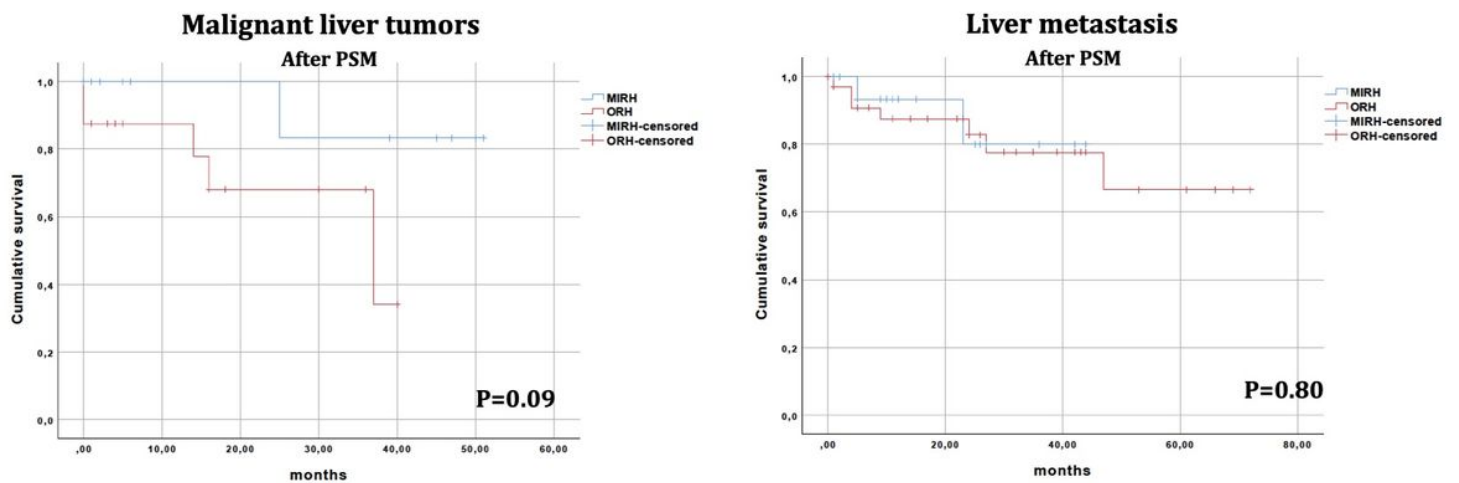 Malignant liver tumors
After PSM
1,0
0,8
0,6
0,4
0,2
0,0
Cumulative survival
,00
10,00
20,00
30,00
40,00
50,00
60,00
months
MIRH
ORH
MIRH-censored
ORH-censored
P=0.09
Liver metastasis
After PSM
1,0
0,8
0,6
0,4
0,2
0,0
Cumulative survival
,00
20,00
40,00
60,00
80,00
months
MIRH
ORH
MIRH-censored
ORH-censored
P=0.80